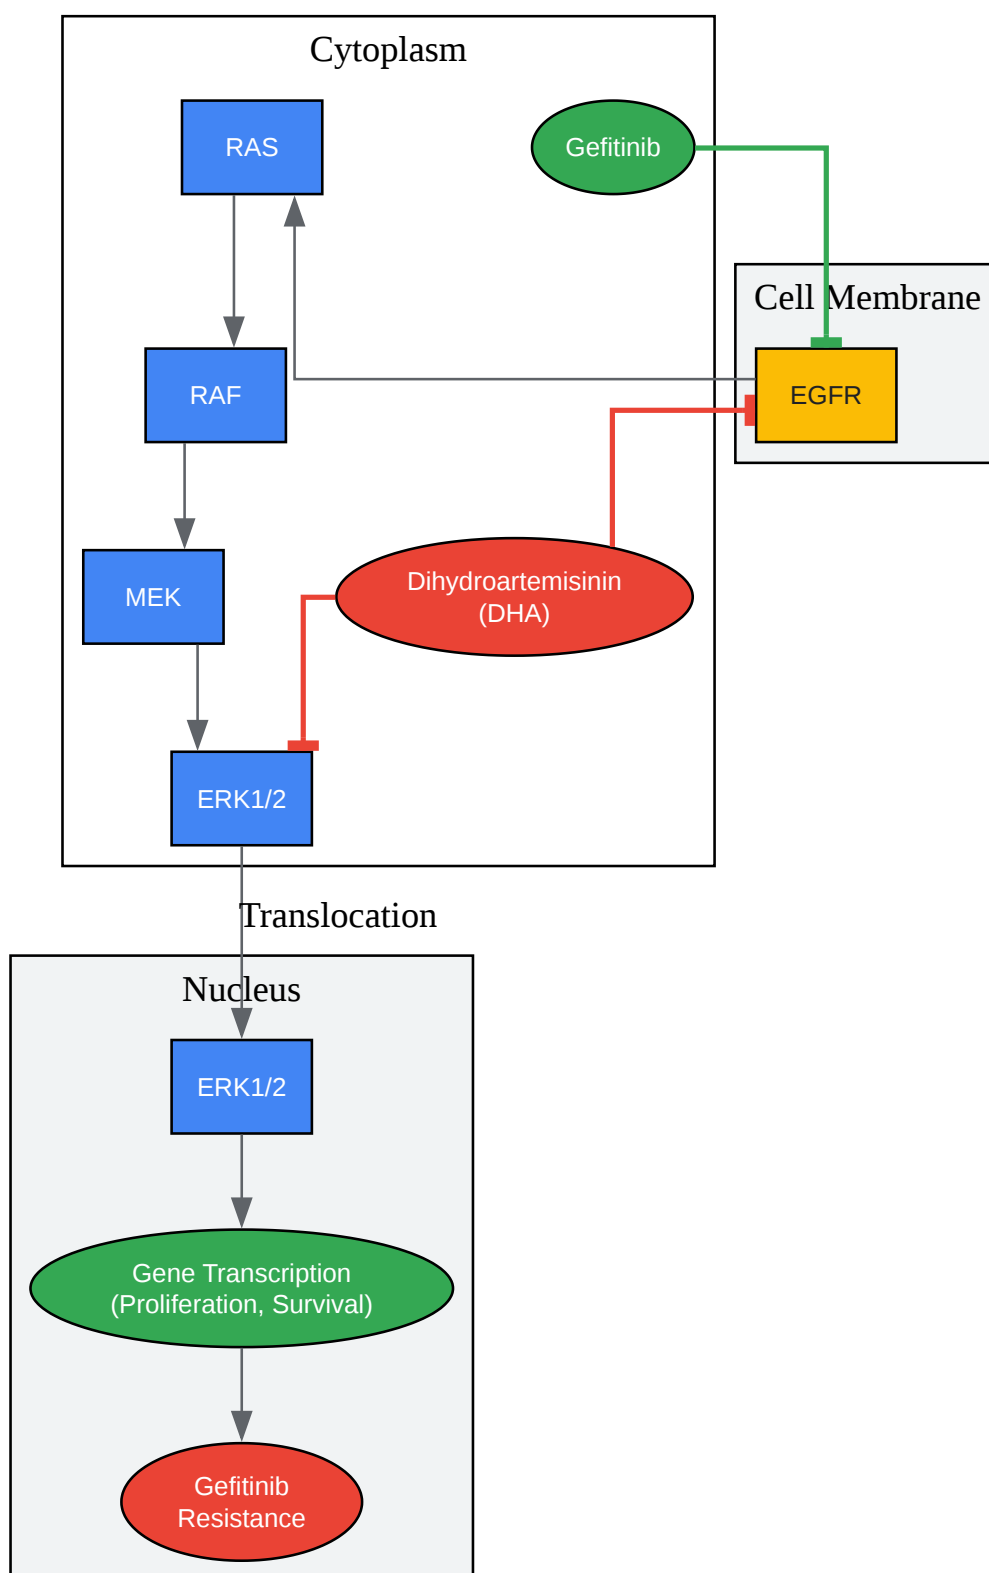 Cytoplasm
RAS
Gefitinib
Cell Membrane
RAF
EGFR
MEK
Dihydroartemisinin
(DHA)
ERK1/2
Translocation
Nucleus
ERK1/2
Gene Transcription
(Proliferation, Survival)
Gefitinib
Resistance